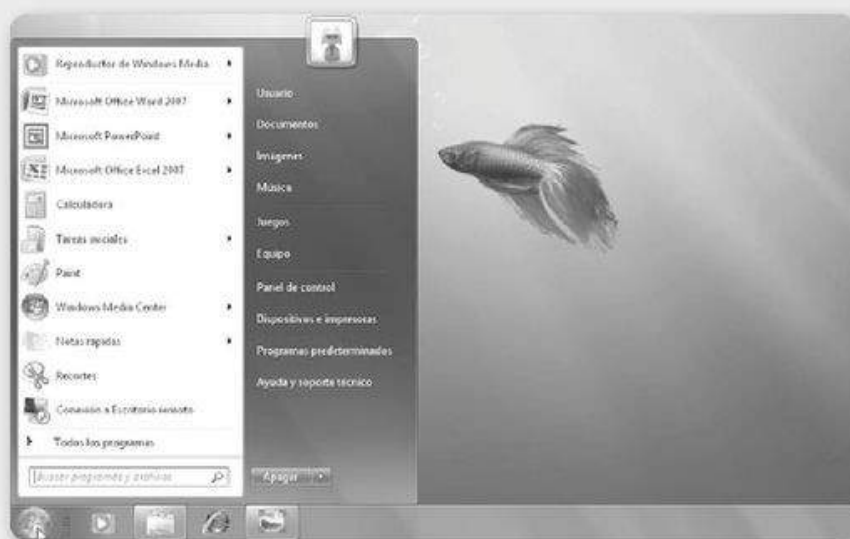 Reproductor de Windows Media
Microsoft Office Word 2007
Microsoft PowerPoint
Microsoft Office Excel 2007
Calculadora
Tareas iniciales
Paint
Windows Media Center
Notas rápidas
Recortes
Conexión a Escritorio remoto
Todos los programas
Buscar programas y archivos
Usuario
Documentos
Imágenes
Música
Juegos
Equipo
Panel de control
Dispositivos e impresoras
Programas predeterminados
Ayuda y soporte técnico
Apagar